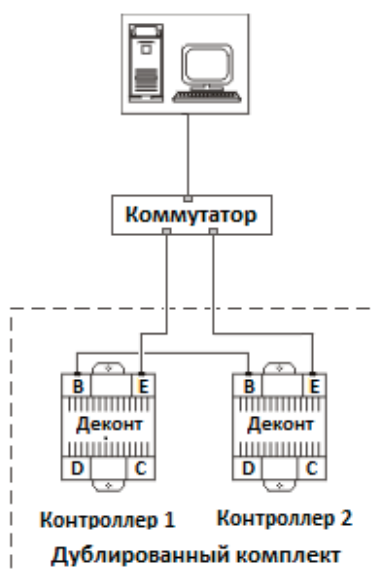 Коммутатор
B E
Деконт
D C
B E
Деконт
D C
Контроллер 1
Контроллер 2
Дублированный комплект